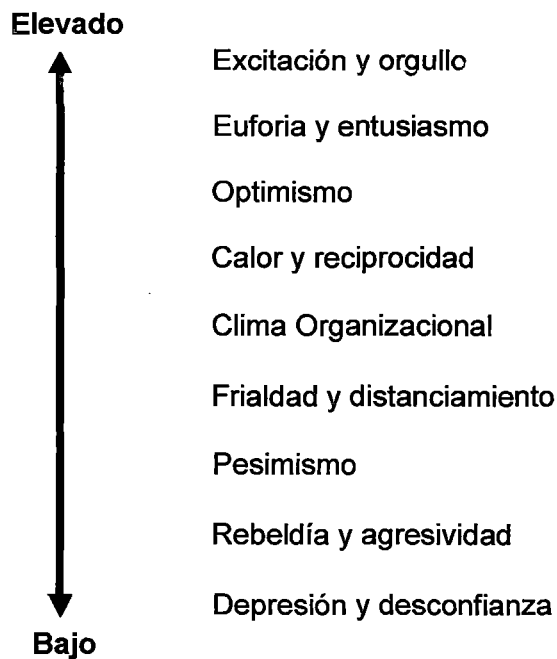 Elevado
Excitación y orgullo
Euforia y entusiasmo
Optimismo
Calor y reciprocidad
Clima Organizacional
Frialdad y distanciamiento
Pesimismo
Rebeldía y agresividad
Depresión y desconfianza
Bajo